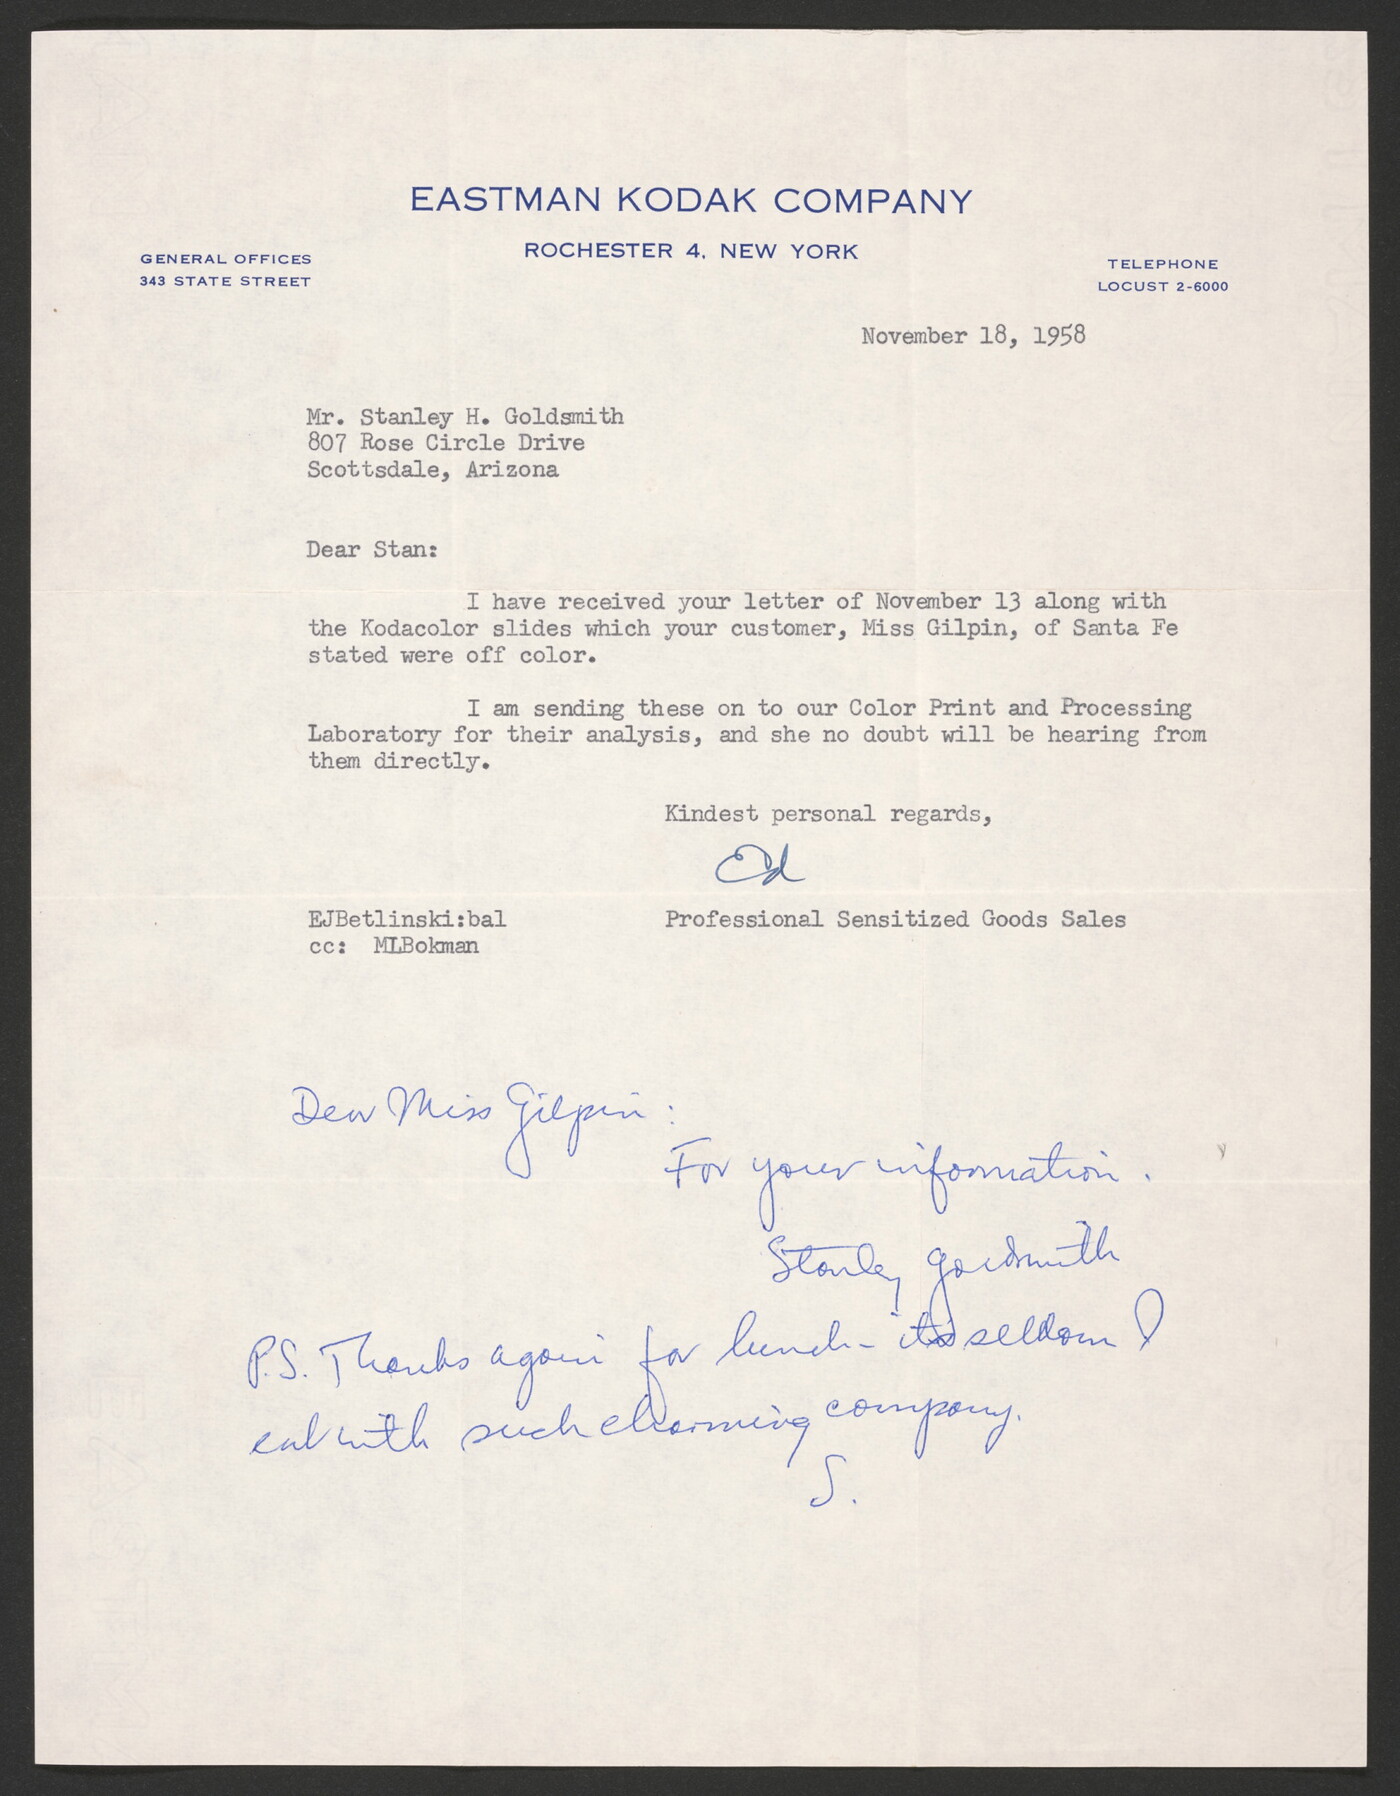 EASTMAN KODAK COMPANY
ROCHESTER 4, NEW YORK
GENERAL OFFICES
343 STATE STREET
TELEPHONE
LOCUST 2-6000
November 18, 1958
Mr. Stanley H. Goldsmith
807 Rose Circle Drive
Scottsdale, Arizona
Dear Stan:
I have received your letter of November 13 along with
the Kodacolor slides which your customer, Miss Gilpin, of Santa Fe
stated were off color.
I am sending these on to our Color Print and Processing
Laboratory for their analysis, and she no doubt will be hearing from
them directly.
Kindest personal regards,
Ed
EJBetlinski:bal
Professional Sensitized Goods Sales
cc: MLBokman
Dear Miss Gilpin:
For your information.
Stanley Goldsmith
P.S. Thanks again for lunch - it's seldom I
eat with such charming company.
S.